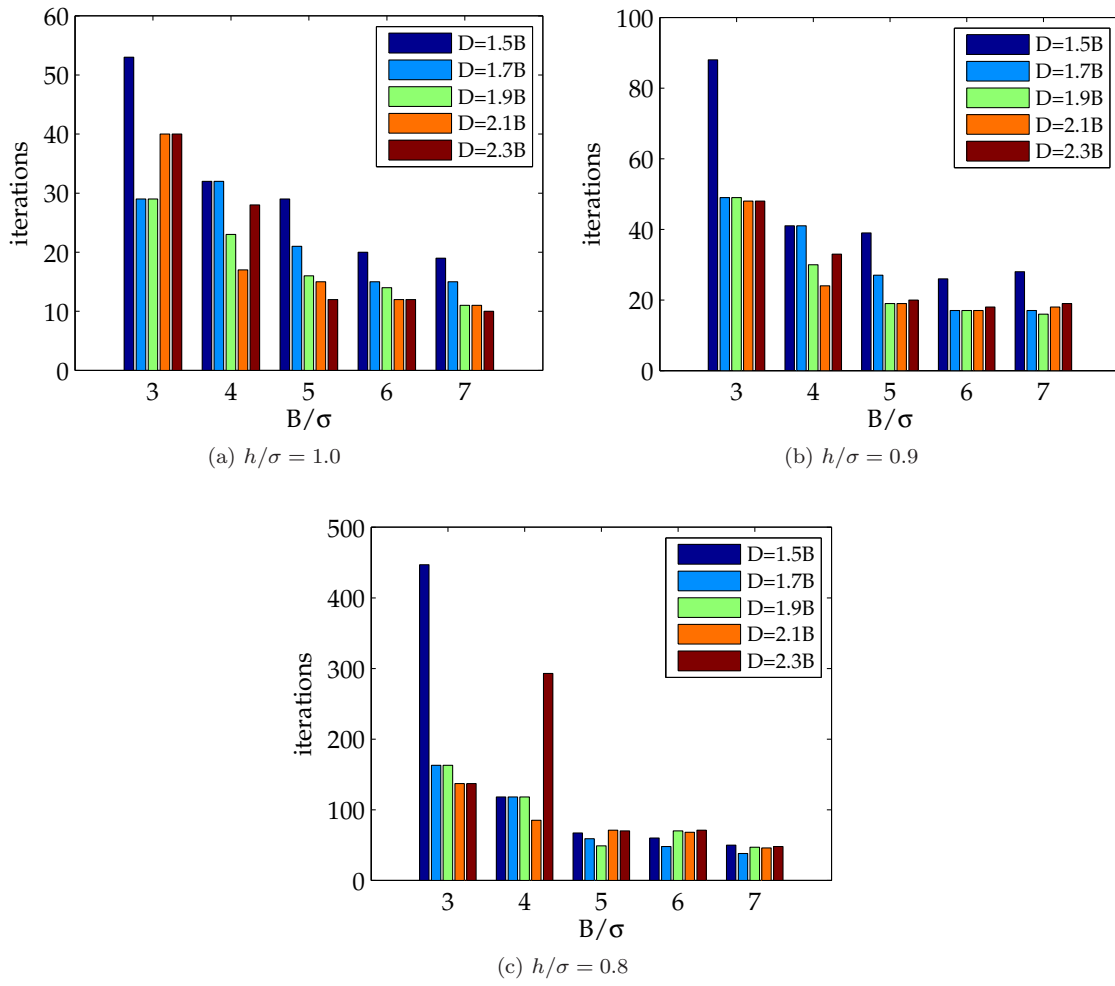 60
50
40
30
20
10
0
iterations
3 4 5 6 7
B/σ
D=1.5B
D=1.7B
D=1.9B
D=2.1B
D=2.3B
(a) h/σ = 1.0
100
80
60
40
20
0
iterations
3 4 5 6 7
B/σ
D=1.5B
D=1.7B
D=1.9B
D=2.1B
D=2.3B
(b) h/σ = 0.9
500
400
300
200
100
0
iterations
3 4 5 6 7
B/σ
D=1.5B
D=1.7B
D=1.9B
D=2.1B
D=2.3B
(c) h/σ = 0.8